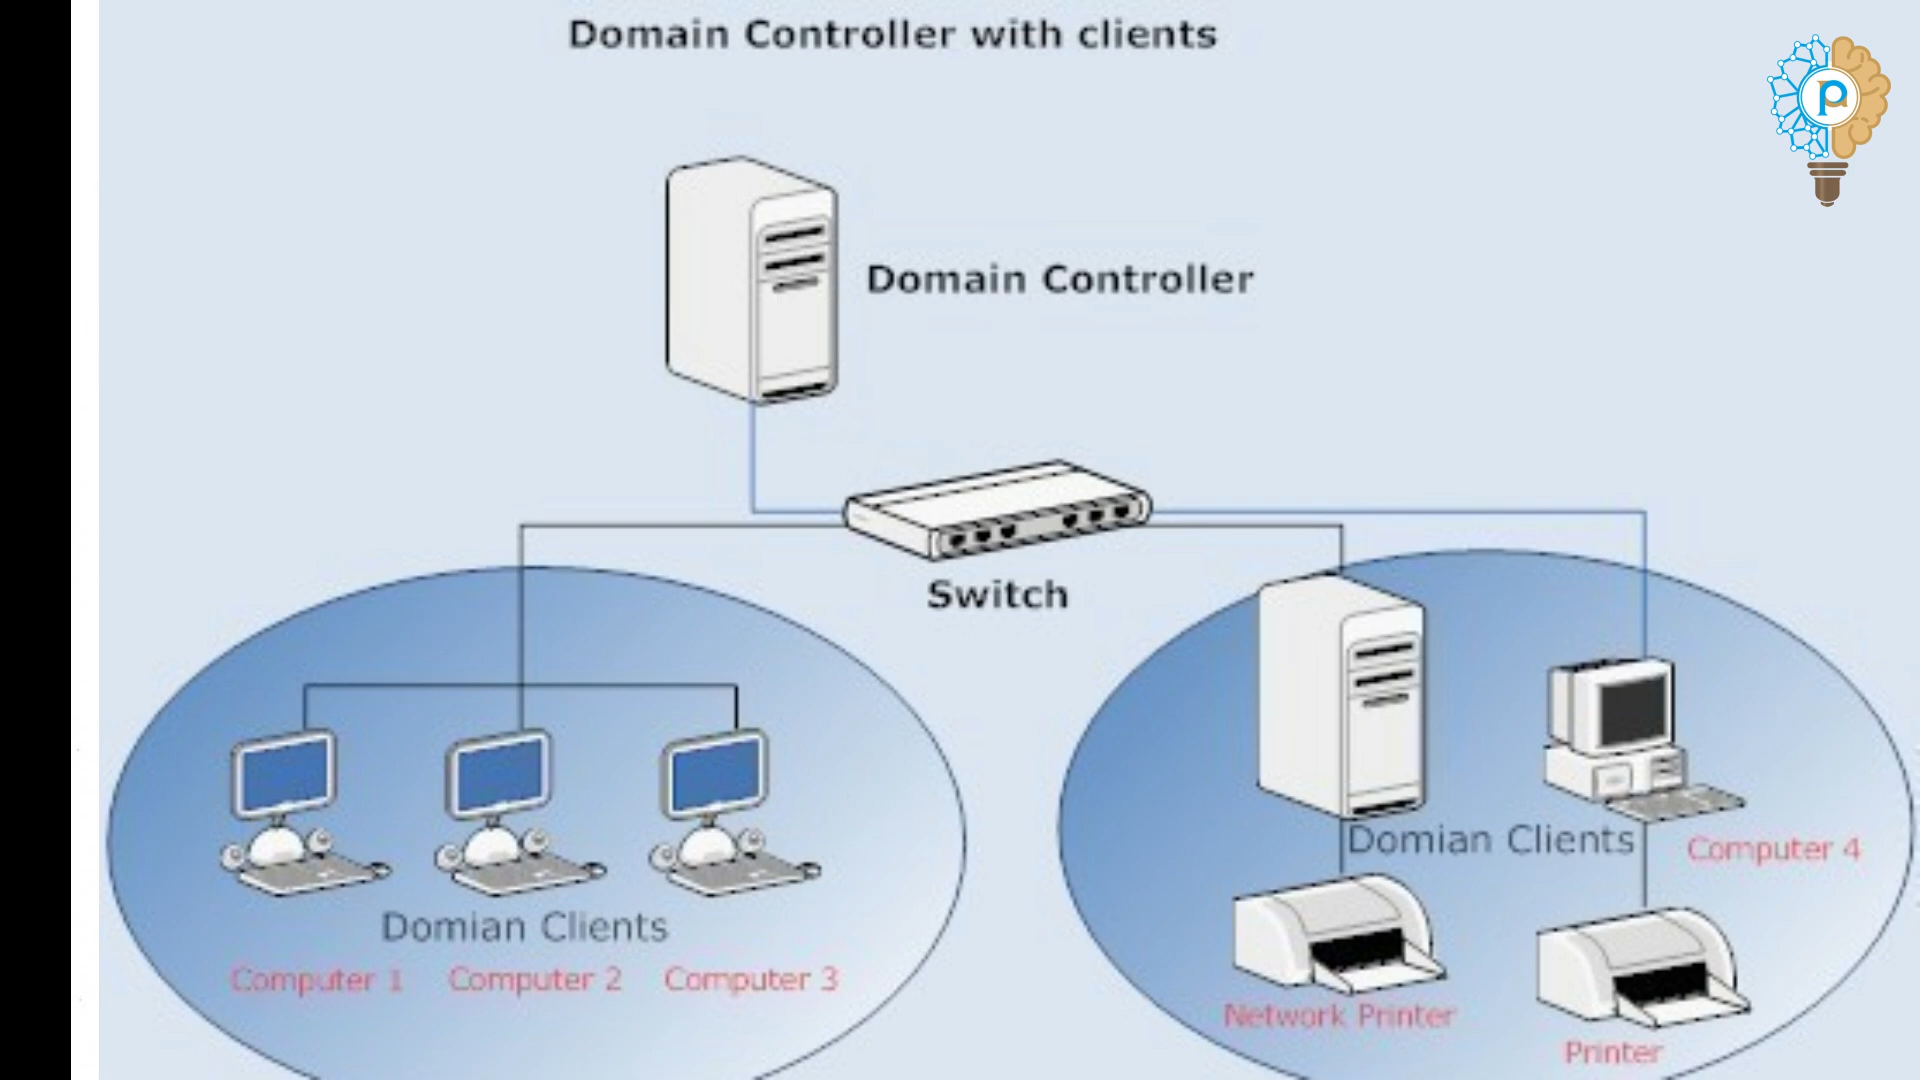 Domain Controller with clients
Domain Controller
Switch
Domian Clients
Computer 1 Computer 2 Computer 3
Domian Clients
Computer 4
Network Printer
Printer